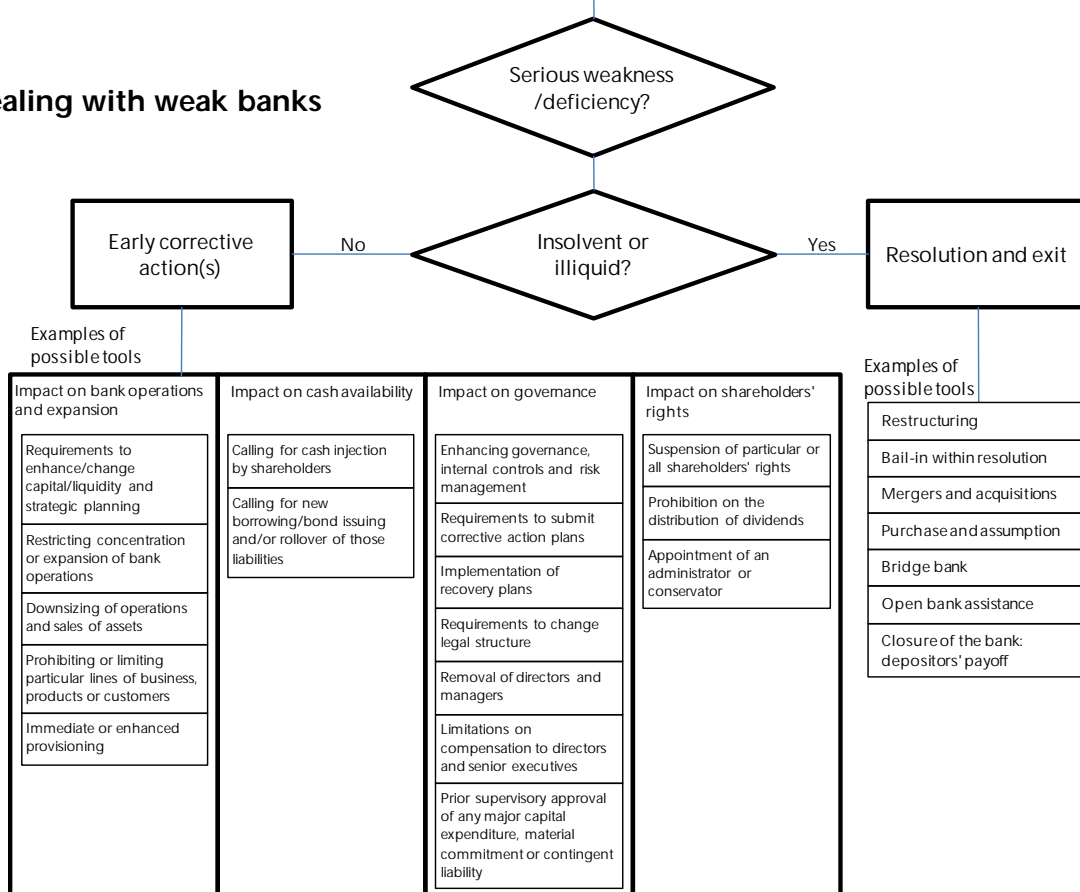 ealing with weak banks
Serious weakness
/deficiency?
Early corrective
action(s)
No
Insolvent or
illiquid?
Yes
Resolution and exit
Examples of
possible tools
Impact on bank operations
and expansion
Requirements to
enhance/change
capital/liquidity and
strategic planning
Restricting concentration
or expansion of bank
operations
Downsizing of operations
and sales of assets
Prohibiting or limiting
particular lines of business,
products or customers
Immediate or enhanced
provisioning
Impact on cash availability
Calling for cash injection
by shareholders
Calling for new
borrowing/bond issuing
and/or rollover of those
liabilities
Impact on governance
Enhancing governance,
internal controls and risk
management
Requirements to submit
corrective action plans
Implementation of
recovery plans
Requirements to change
legal structure
Removal of directors and
managers
Limitations on
compensation to directors
and senior executives
Prior supervisory approval
of any major capital
expenditure, material
commitment or contingent
liability
Impact on shareholders'
rights
Suspension of particular or
all shareholders' rights
Prohibition on the
distribution of dividends
Appointment of an
administrator or
conservator
Examples of
possible tools
Restructuring
Bail-in within resolution
Mergers and acquisitions
Purchase and assumption
Bridge bank
Open bank assistance
Closure of the bank:
depositors' payoff